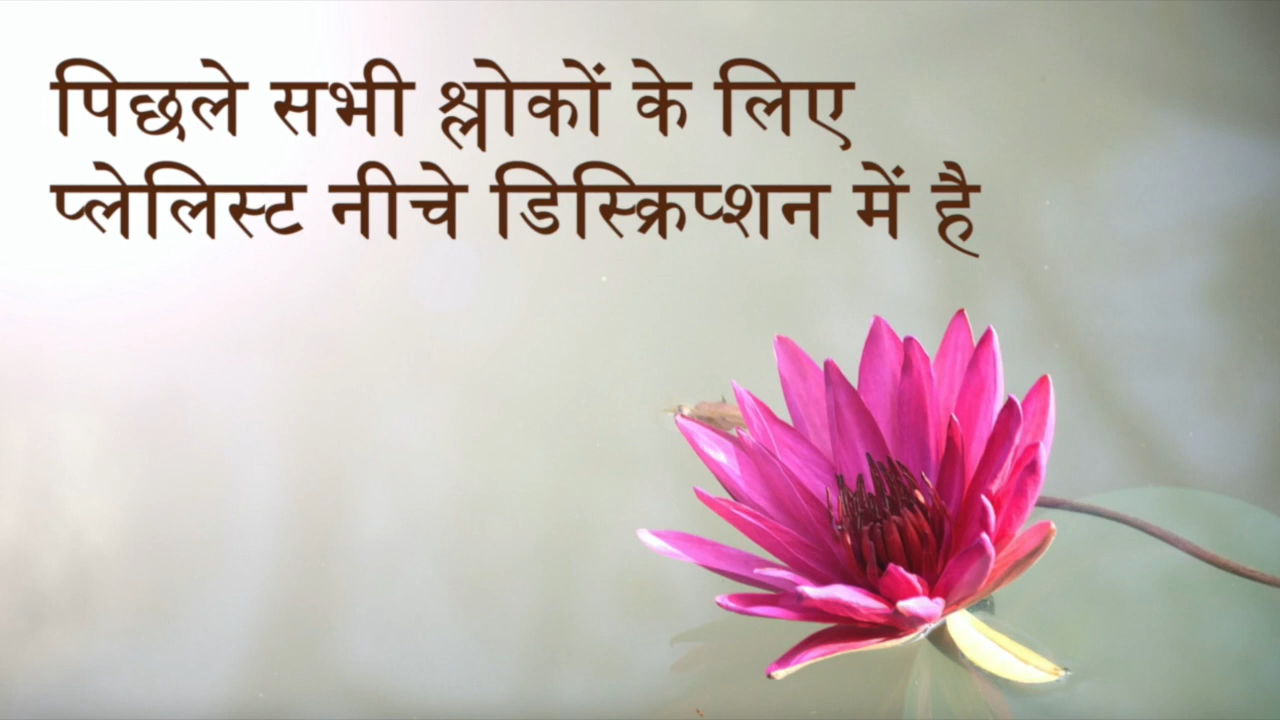 पिछले सभी श्लोकों के लिए
प्लेलिस्ट नीचे डिस्क्रिप्शन में है